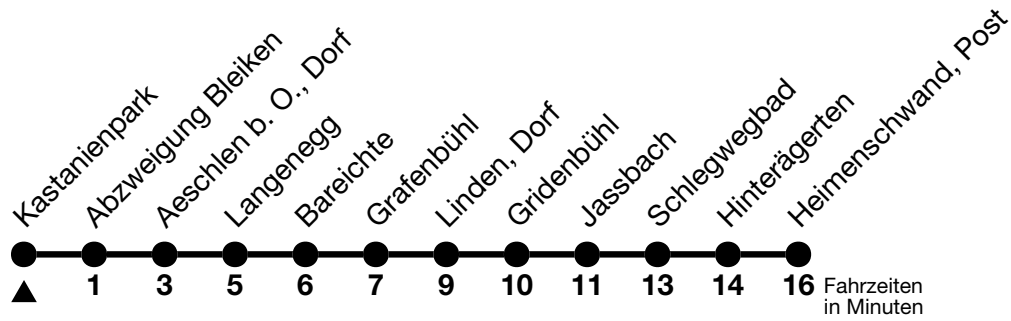 Kastanienpark
Abzweigung Bleiken
Aeschlen b. O., Dorf
Langenegg
Bareichte
Grafenbühl
Linden, Dorf
Gridenbühl
Jassbach
Schlegwegbad
Hinterägerten
Heimenschwand, Post
1 3 5 6 7 9 10 11 13 14 16 Fahrzeiten
in Minuten